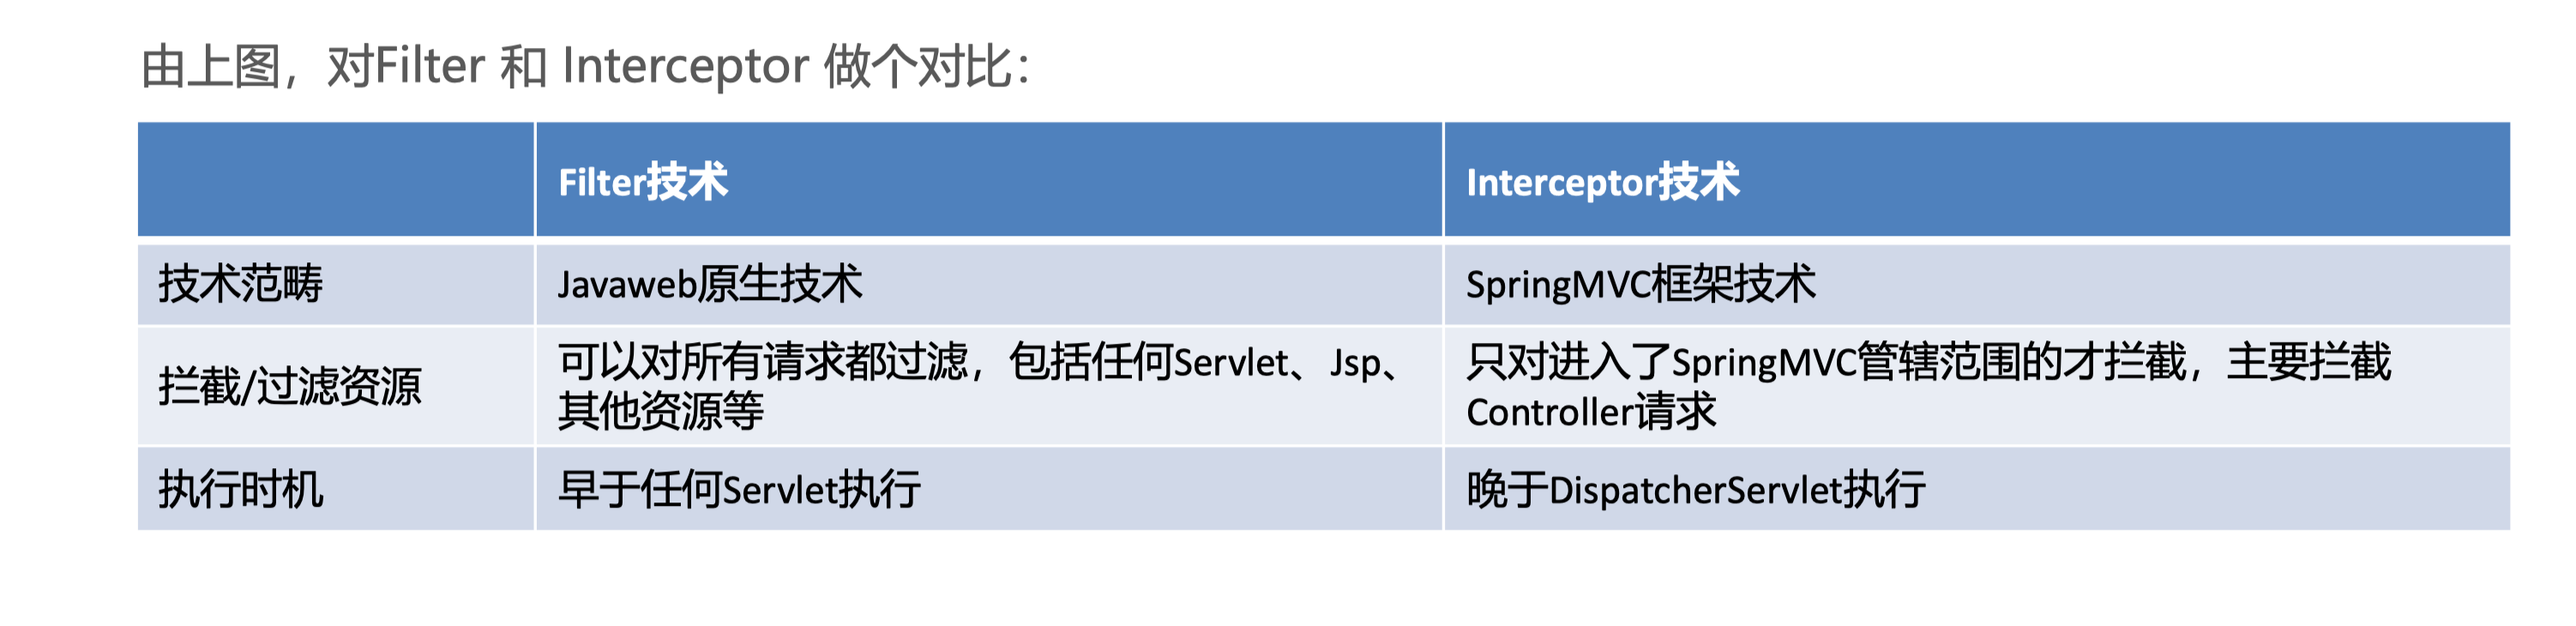 由上图，对Filter 和 Interceptor 做个对比：
Filter技术
Interceptor技术
技术范畴
Javaweb原生技术
SpringMVC框架技术
拦截/过滤资源
可以对所有请求都过滤，包括任何Servlet、Jsp、
其他资源等
只对进入了SpringMVC管辖范围的才拦截，主要拦截
Controller请求
执行时机
早于任何Servlet执行
晚于DispatcherServlet执行